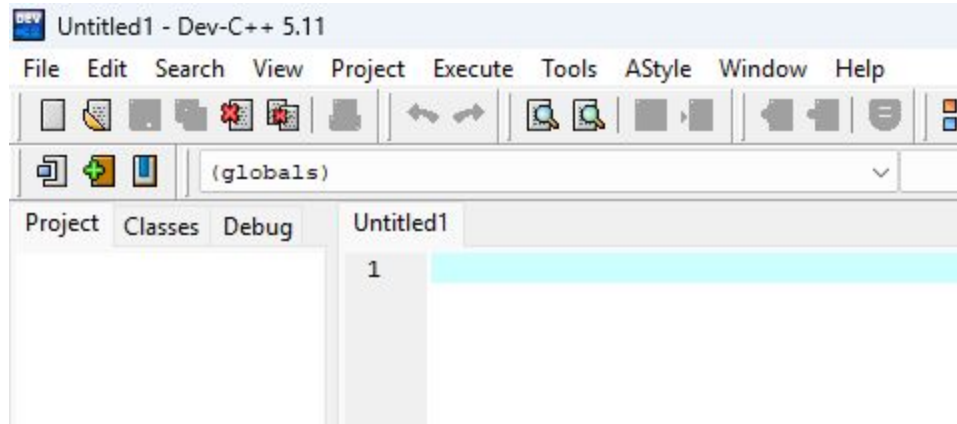 Untitled1 - Dev-C++ 5.11
File Edit Search View Project Execute Tools AStyle Window Help
(globals)
Project Classes Debug Untitled1
1